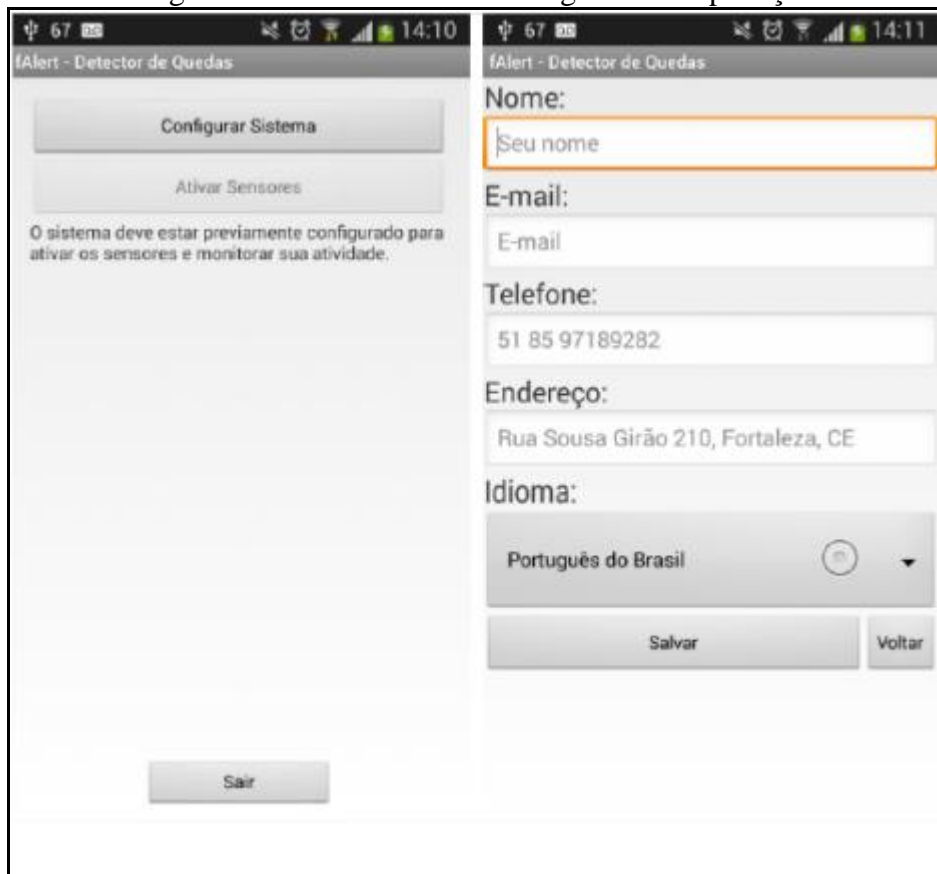 67 14:10
fAlert - Detector de Quedas
Configurar Sistema
Ativar Sensores
O sistema deve estar previamente configurado para
ativar os sensores e monitorar sua atividade.
Sair
67 14:11
fAlert - Detector de Quedas
Nome:
Seu nome
E-mail:
E-mail
Telefone:
51 85 97189282
Endereço:
Rua Sousa Girão 210, Fortaleza, CE
Idioma:
Português do Brasil
Salvar Voltar